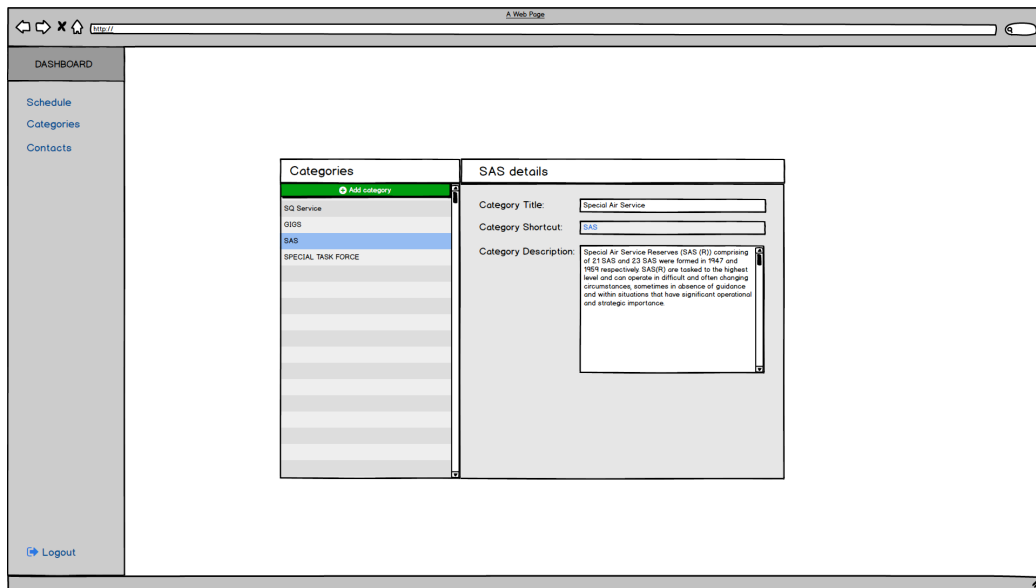 A Web Page
http://
DASHBOARD
Schedule
Categories
Contacts
Logout
Categories
Add category
SQ Service
GIGS
SAS
SPECIAL TASK FORCE
SAS details
Category Title:
Special Air Service
Category Shortcut:
SAS
Category Description:
Special Air Service Reserves (SAS (R)) comprising
of 21 SAS and 23 SAS were formed in 1947 and
1959 respectively. SAS(R) are tasked to the highest
level and can operate in difficult and often changing
circumstances, sometimes in absence of guidance
and within situations that have significant operational
and strategic importance.